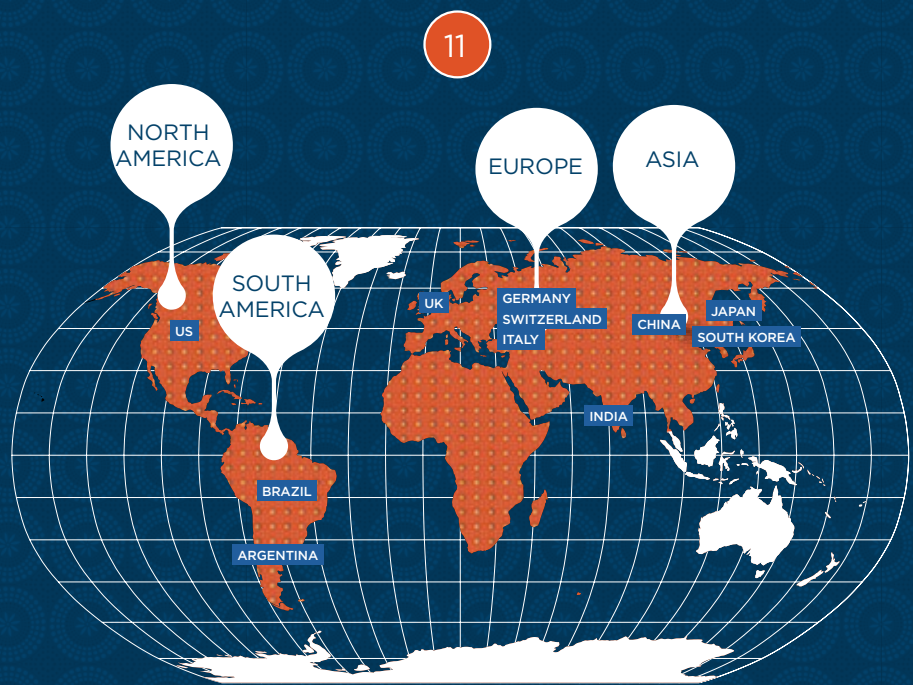 11
NORTH
AMERICA
EUROPE
ASIA
SOUTH
AMERICA
UK
GERMANY
SWITZERLAND
ITALY
US
CHINA
JAPAN
SOUTH KOREA
INDIA
BRAZIL
ARGENTINA